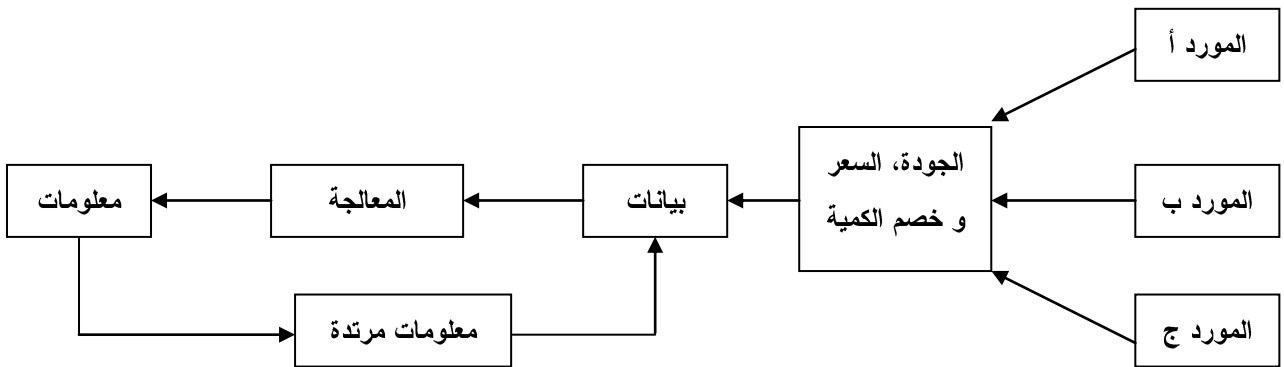 المورد أ
الجودة، السعر
و خصم الكمية
المورد ب
بيانات
المعالجة
معلومات
المورد ج
معلومات مرتدة